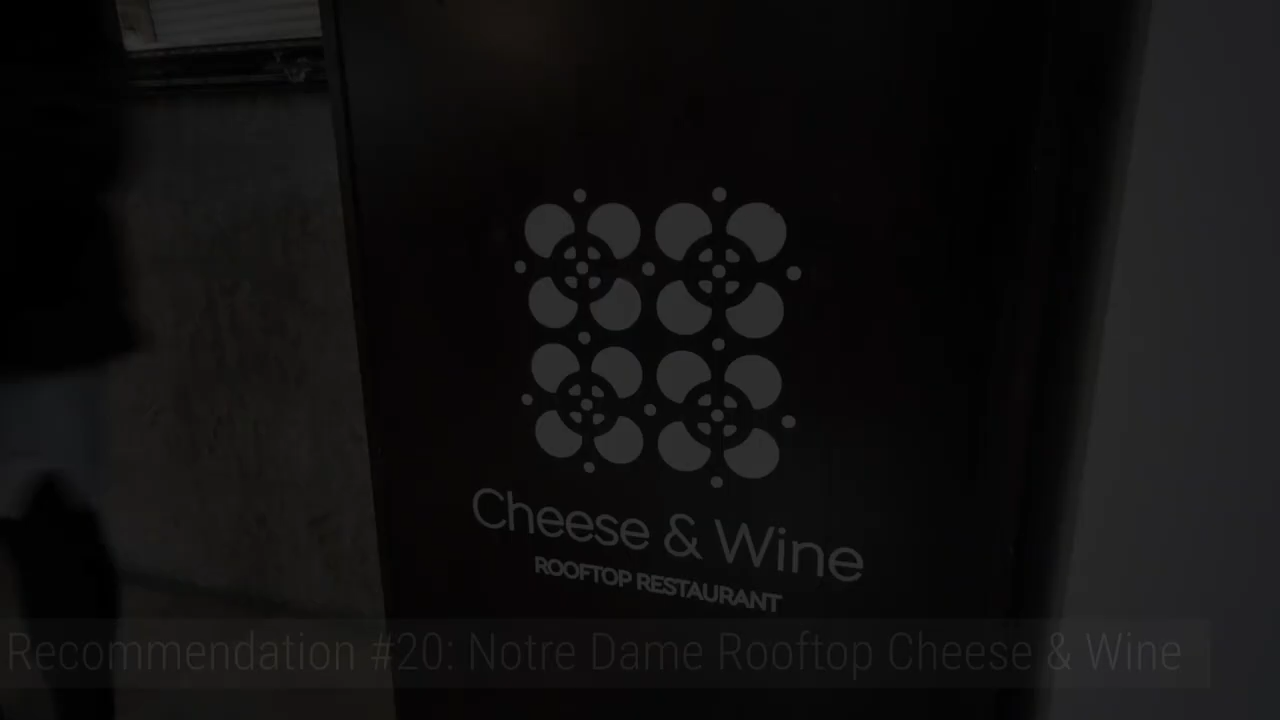 Cheese & Wine
ROOFTOP RESTAURANT
Recommendation #20: Notre Dame Rooftop Cheese & Wine